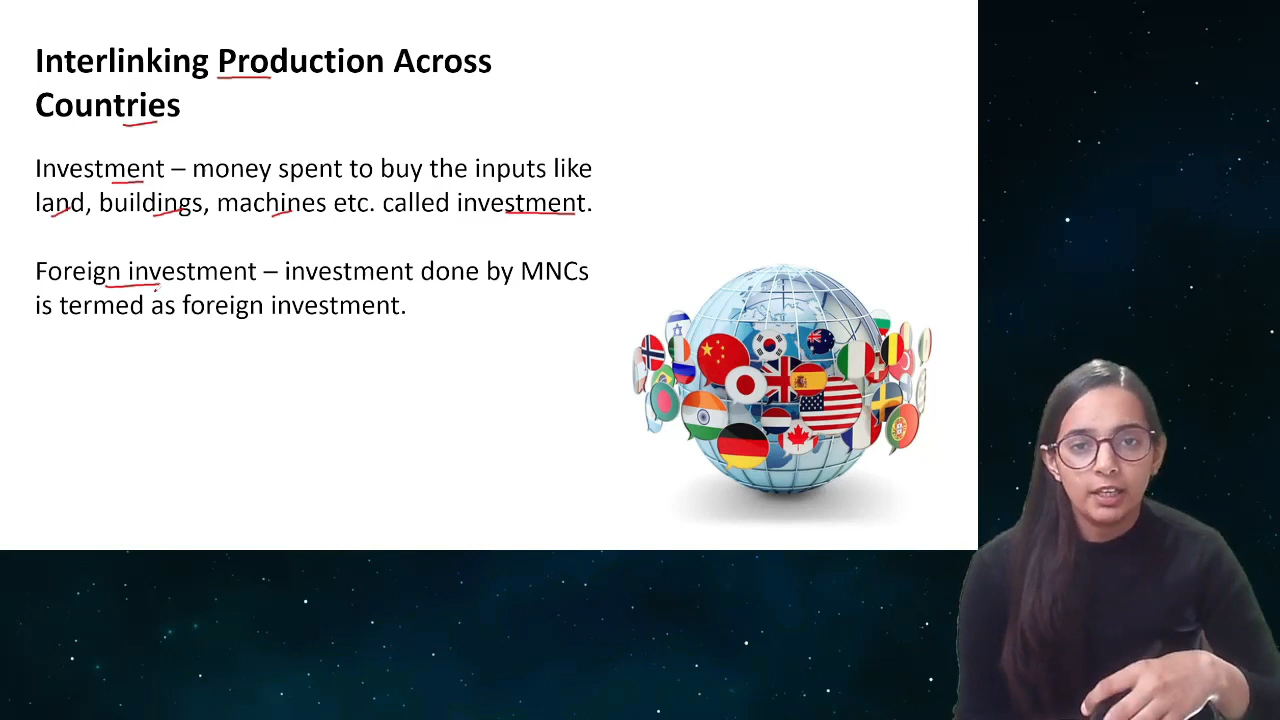 Interlinking Production Across
Countries
Investment – money spent to buy the inputs like
land, buildings, machines etc. called investment.
Foreign investment – investment done by MNCs
is termed as foreign investment.